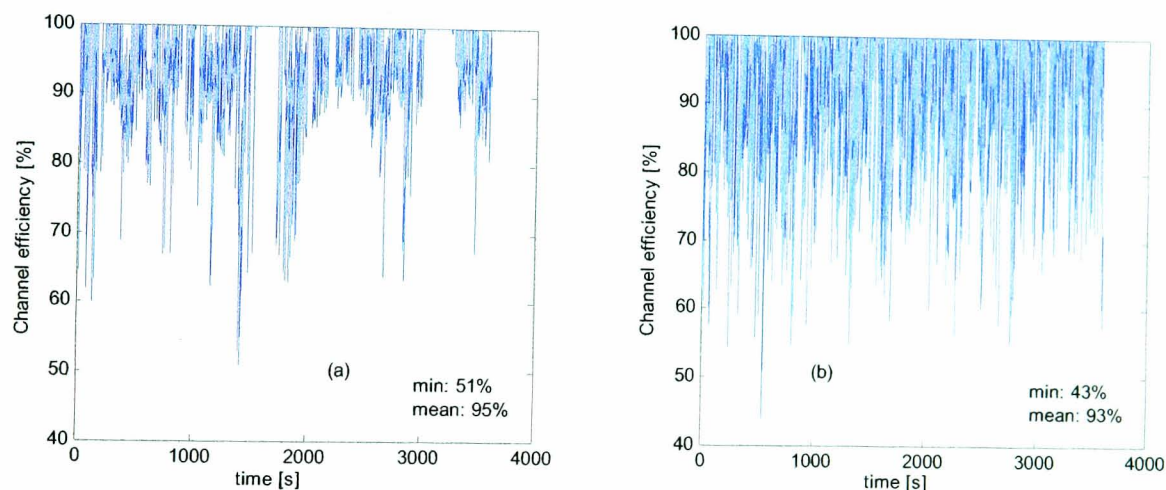 100
90
80
70
60
50
40
Channel efficiency [%]
0
1000
2000
3000
4000
time [s]
(a)
min: 51%
mean: 95%
100
90
80
70
60
50
40
Channel efficiency [%]
0
1000
2000
3000
4000
time [s]
(b)
min: 43%
mean: 93%